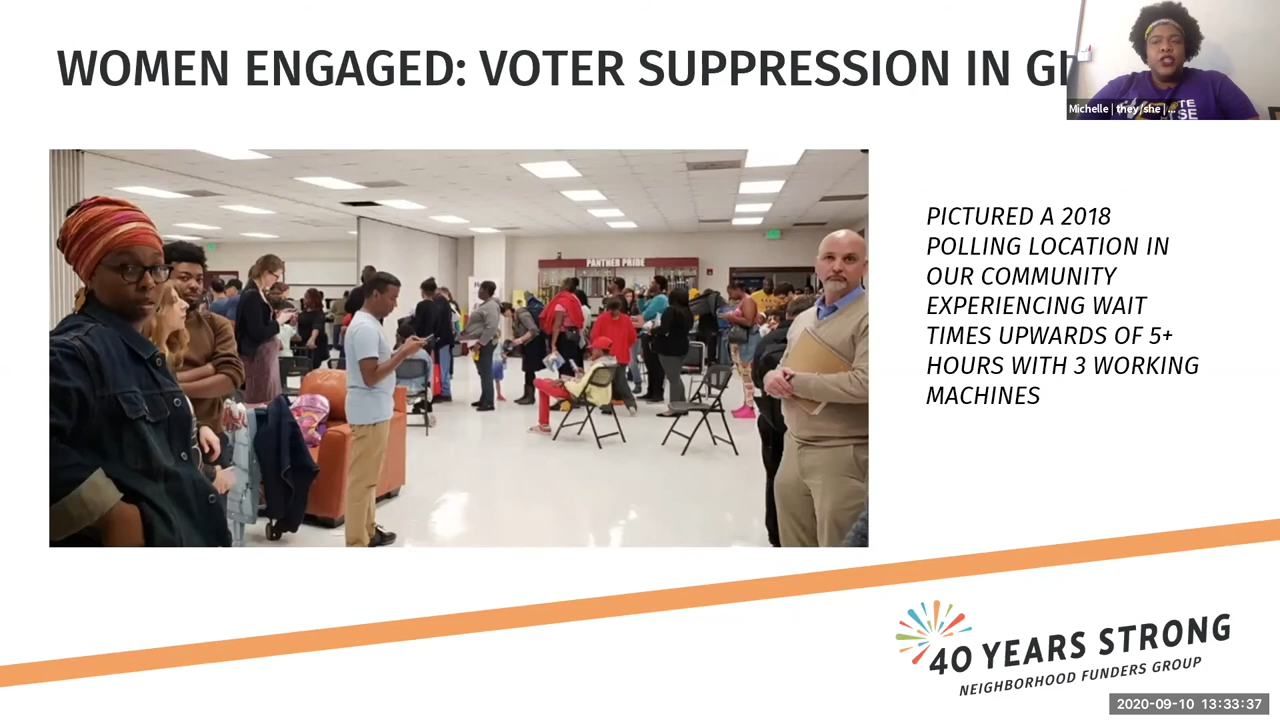 WOMEN ENGAGED: VOTER SUPPRESSION IN
TE
SE
Michelle | they/she | ...
PANTHER PRIDE
PICTURED A 2018
POLLING LOCATION IN
OUR COMMUNITY
EXPERIENCING WAIT
TIMES UPWARDS OF 5+
HOURS WITH 3 WORKING
MACHINES
40 YEARS STRONG
NEIGHBORHOOD FUNDERS GROUP
2020-09-10 13:33:37